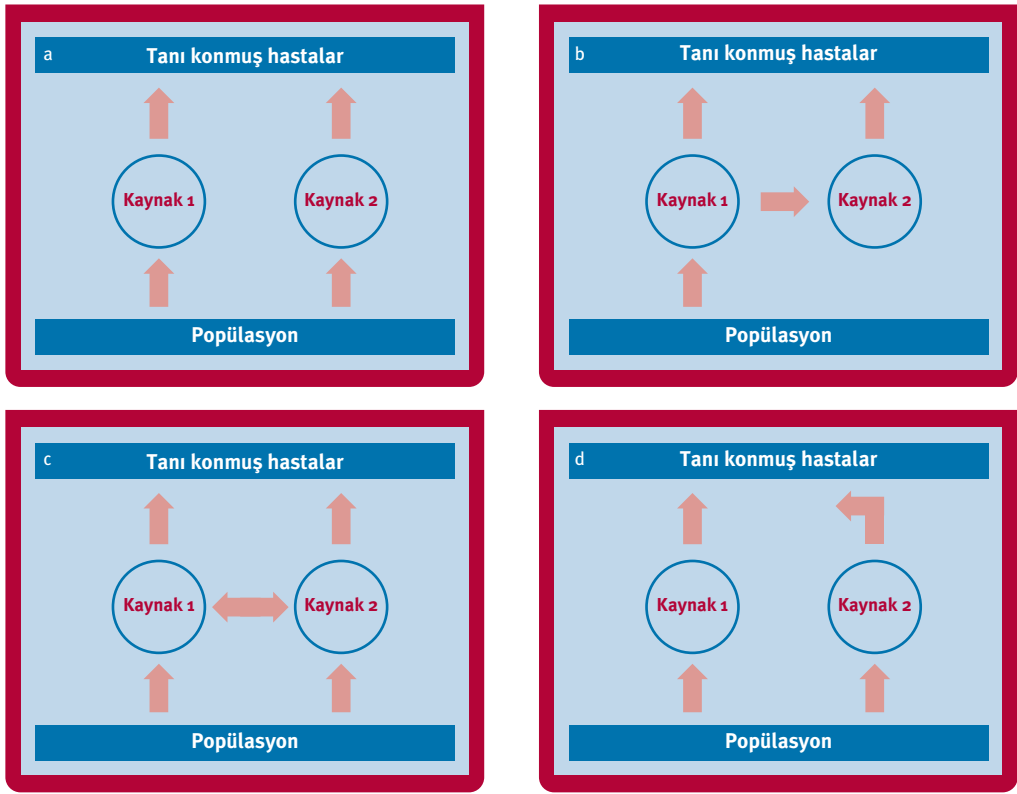 a
Tanı konmuş hastalar
Kaynak 1
Kaynak 2
Popülasyon
b
Tanı konmuş hastalar
Kaynak 1
Kaynak 2
Popülasyon
c
Tanı konmuş hastalar
Kaynak 1
Kaynak 2
Popülasyon
d
Tanı konmuş hastalar
Kaynak 1
Kaynak 2
Popülasyon